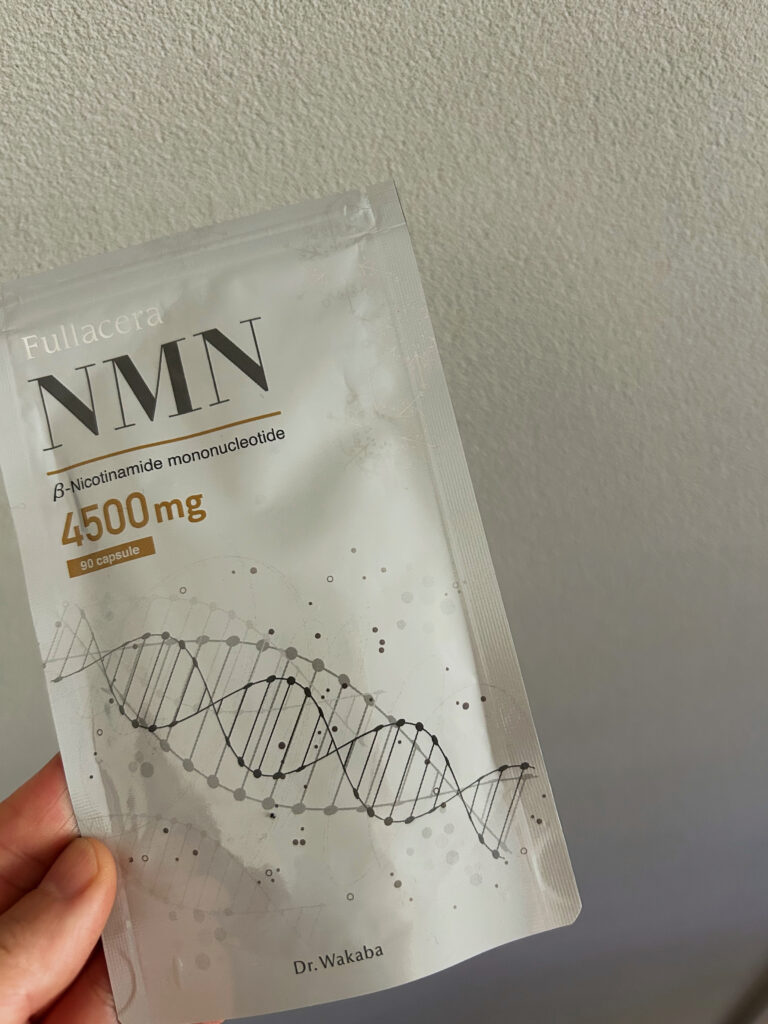 Fullacera
NMN
β-Nicotinamide mononucleotide
4500mg
90 capsule
Dr.Wakaba